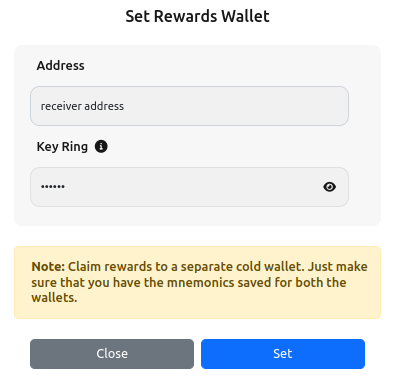 Set Rewards Wallet
Address
receiver address
Key Ring
••••••
Note: Claim rewards to a separate cold wallet. Just make
sure that you have the mnemonics saved for both the
wallets.
Close
Set